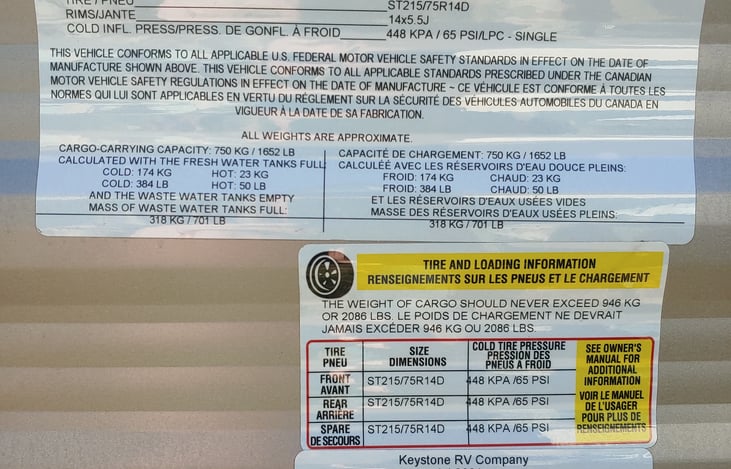 TIRE / PNEU ST215/75R14D
RIMS/JANTE 14x5.5J
COLD INFL. PRESS/PRESS. DE GONFL. À FROID 448 KPA / 65 PSI/LPC - SINGLE
THIS VEHICLE CONFORMS TO ALL APPLICABLE U.S. FEDERAL MOTOR VEHICLE SAFETY STANDARDS IN EFFECT ON THE DATE OF
MANUFACTURE SHOWN ABOVE. THIS VEHICLE CONFORMS TO ALL APPLICABLE STANDARDS PRESCRIBED UNDER THE CANADIAN
MOTOR VEHICLE SAFETY REGULATIONS IN EFFECT ON THE DATE OF MANUFACTURE ~ CE VÉHICULE EST CONFORME À TOUTES LES
NORMES QUI LUI SONT APPLICABLES EN VERTU DU RÉGLEMENT SUR LA SÉCURITÉ DES VÉHICULES AUTOMOBILES DU CANADA EN
VIGUEUR À LA DATE DE SA FABRICATION.
ALL WEIGHTS ARE APPROXIMATE.
CARGO-CARRYING CAPACITY: 750 KG / 1652 LB
CALCULATED WITH THE FRESH WATER TANKS FULL
COLD: 174 KG HOT: 23 KG
COLD: 384 LB HOT: 50 LB
AND THE WASTE WATER TANKS EMPTY
MASS OF WASTE WATER TANKS FULL:
318 KG / 701 LB
CAPACITÉ DE CHARGEMENT: 750 KG / 1652 LB
CALCULÉE AVEC LES RÉSERVOIRS D'EAU DOUCE PLEINS:
FROID: 174 KG CHAUD: 23 KG
FROID: 384 LB CHAUD: 50 LB
ET LES RÉSERVOIRS D'EAUX USÉES VIDES
MASSE DES RÉSERVOIRS D'EAUX USÉES PLEINS:
318 KG / 701 LB
TIRE AND LOADING INFORMATION
RENSEIGNEMENTS SUR LES PNEUS ET LE CHARGEMENT
THE WEIGHT OF CARGO SHOULD NEVER EXCEED 946 KG
OR 2086 LBS. LE POIDS DE CHARGEMENT NE DEVRAIT
JAMAIS EXCÉDER 946 KG OU 2086 LBS.
TIRE
PNEU
SIZE
DIMENSIONS
COLD TIRE PRESSURE
PRESSION DES
PNEUS A FROID
FRONT
AVANT
ST215/75R14D
448 KPA /65 PSI
REAR
ARRIÈRE
ST215/75R14D
448 KPA /65 PSI
SPARE
DE SECOURS
ST215/75R14D
448 KPA /65 PSI
SEE OWNER'S
MANUAL FOR
ADDITIONAL
INFORMATION
VOIR LE MANUEL
DE L'USAGER
POUR PLUS DE
RENSEIGNEMENTS
Keystone RV Company